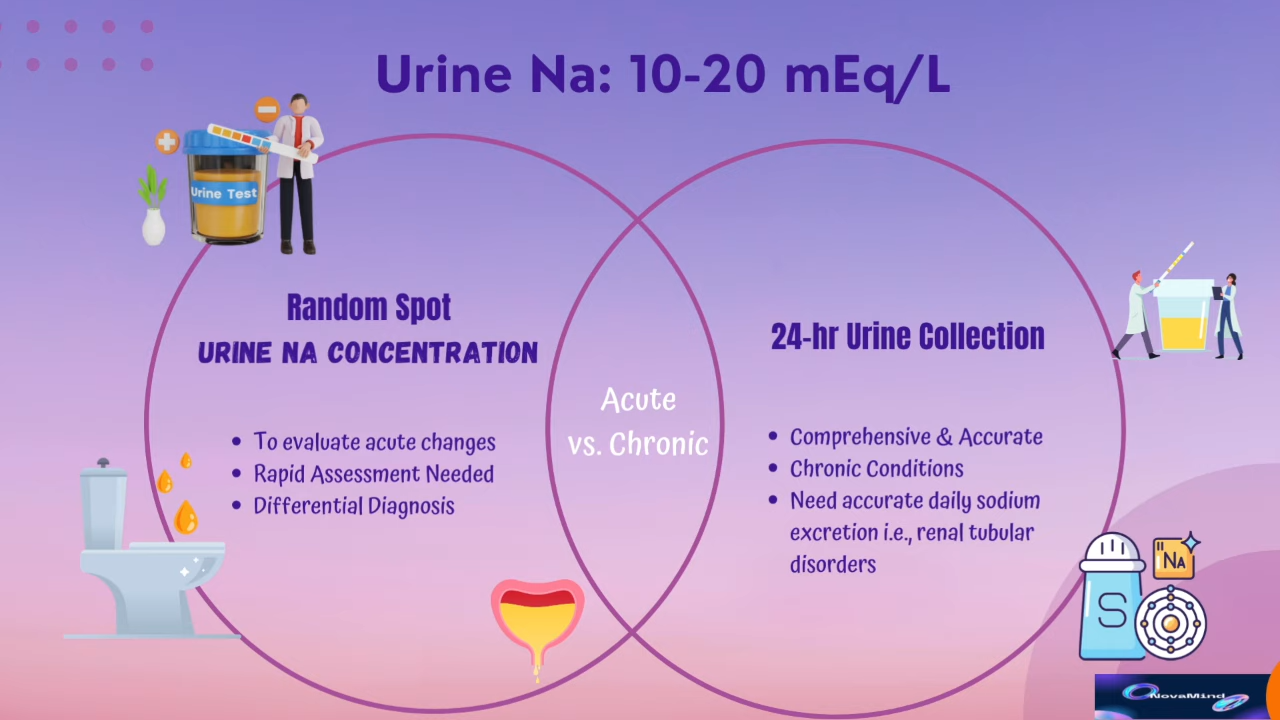 Urine Na: 10-20 mEq/L
Urine Test
Random Spot
URINE NA CONCENTRATION
• To evaluate acute changes
• Rapid Assessment Needed
• Differential Diagnosis
Acute
vs. Chronic
24-hr Urine Collection
• Comprehensive & Accurate
• Chronic Conditions
• Need accurate daily sodium
excretion i.e., renal tubular
disorders
NA
S
NovaMind